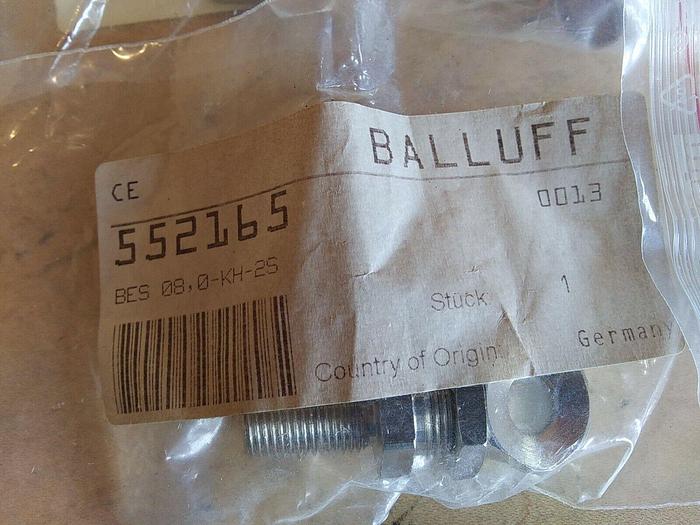 BALLUFF
CE
552165
0013
BES 08,0-KH-2S
Stück 1
Country of Origin: Germany